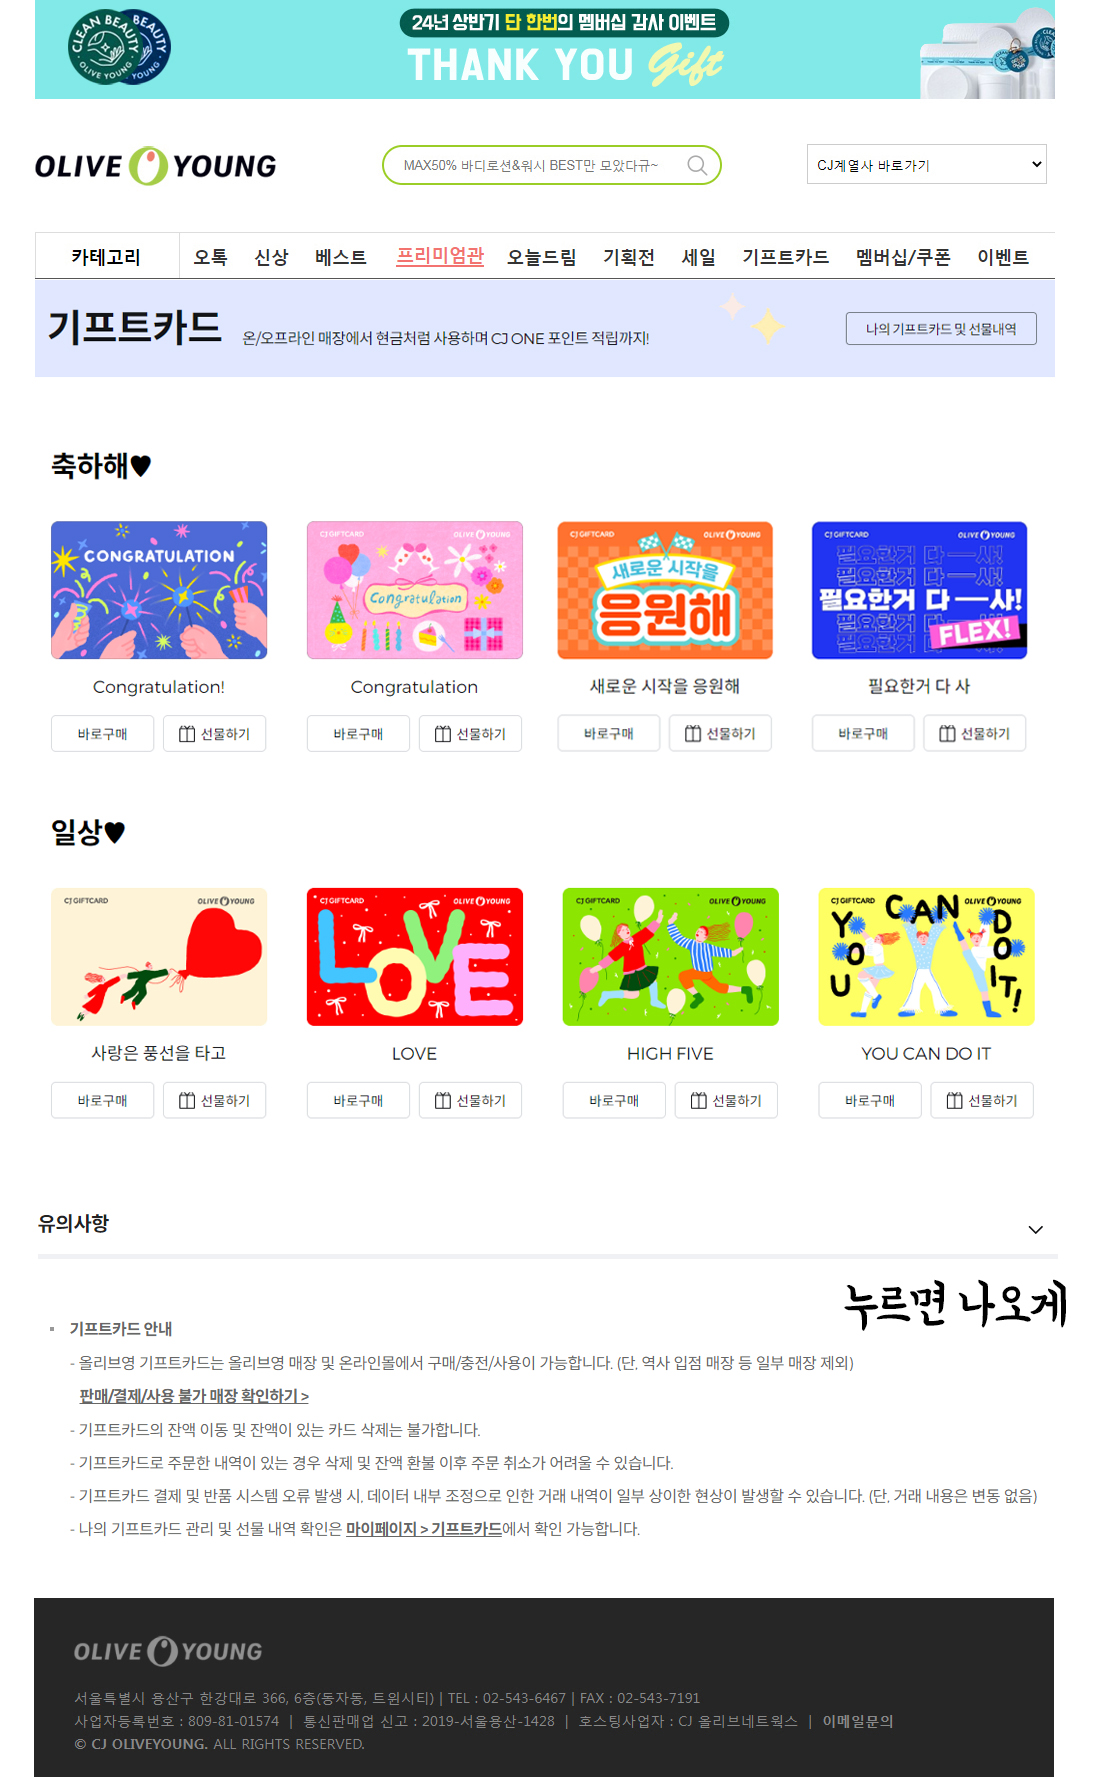 CLEAN BEAUTY
OLIVE YOUNG
BEAUTY
YOUNG
24년 상반기 단 한번의 멤버십 감사 이벤트
THANK YOU Gift
OLIVE YOUNG
MAX50% 바디로션&워시 BEST만 모았다규~
CJ계열사 바로가기
카테고리 오톡 신상 베스트 프리미엄관 오늘드림 기획전 세일 기프트카드 멤버십/쿠폰 이벤트
기프트카드 온/오프라인 매장에서 현금처럼 사용하며 CJ ONE 포인트 적립까지!
나의 기프트카드 및 선물내역
축하해♥
CONGRATULATION
CJ GIFTCARD OLIVE YOUNG
Congratulation
CJ GIFTCARD OLIVE YOUNG
새로운 시작을
응원해
CJ GIFTCARD OLIVE YOUNG
필요한거 다 —사!
필요한거 다 —사!
필요한거 다 —사!
필요한거 다 —사!
FLEX!
필요한거 다 —사!
Congratulation! Congratulation 새로운 시작을 응원해 필요한거 다 사
바로구매 선물하기 바로구매 선물하기 바로구매 선물하기 바로구매 선물하기
일상♥
CJ GIFTCARD OLIVE YOUNG
CJ GIFTCARD OLIVE YOUNG
LOVE
CJ GIFTCARD OLIVE YOUNG
CJ GIFTCARD OLIVE YOUNG
YOU CAN DO IT!
사랑은 풍선을 타고 LOVE HIGH FIVE YOU CAN DO IT
바로구매 선물하기 바로구매 선물하기 바로구매 선물하기 바로구매 선물하기
유의사항
누르면 나오게
▪ 기프트카드 안내
- 올리브영 기프트카드는 올리브영 매장 및 온라인몰에서 구매/충전/사용이 가능합니다. (단, 역사 입점 매장 등 일부 매장 제외)
판매/결제/사용 불가 매장 확인하기 >
- 기프트카드의 잔액 이동 및 잔액이 있는 카드 삭제는 불가합니다.
- 기프트카드로 주문한 내역이 있는 경우 삭제 및 잔액 환불 이후 주문 취소가 어려울 수 있습니다.
- 기프트카드 결제 및 반품 시스템 오류 발생 시, 데이터 내부 조정으로 인한 거래 내역이 일부 상이한 현상이 발생할 수 있습니다. (단, 거래 내용은 변동 없음)
- 나의 기프트카드 관리 및 선물 내역 확인은 마이페이지 > 기프트카드에서 확인 가능합니다.
OLIVE YOUNG
서울특별시 용산구 한강대로 366, 6층(동자동, 트윈시티) | TEL : 02-543-6467 | FAX : 02-543-7191
사업자등록번호 : 809-81-01574 | 통신판매업 신고 : 2019-서울용산-1428 | 호스팅사업자 : CJ 올리브네트웍스 | 이메일문의
© CJ OLIVEYOUNG. ALL RIGHTS RESERVED.